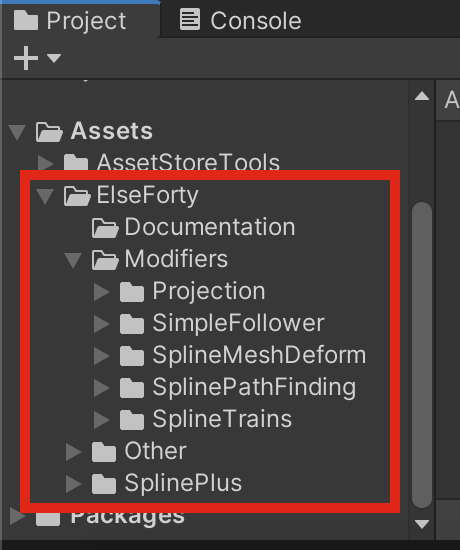 Project
Console
A
Assets
AssetStoreTools
ElseForty
Documentation
Modifiers
Projection
SimpleFollower
SplineMeshDeform
SplinePathFinding
SplineTrains
Other
SplinePlus
Packages